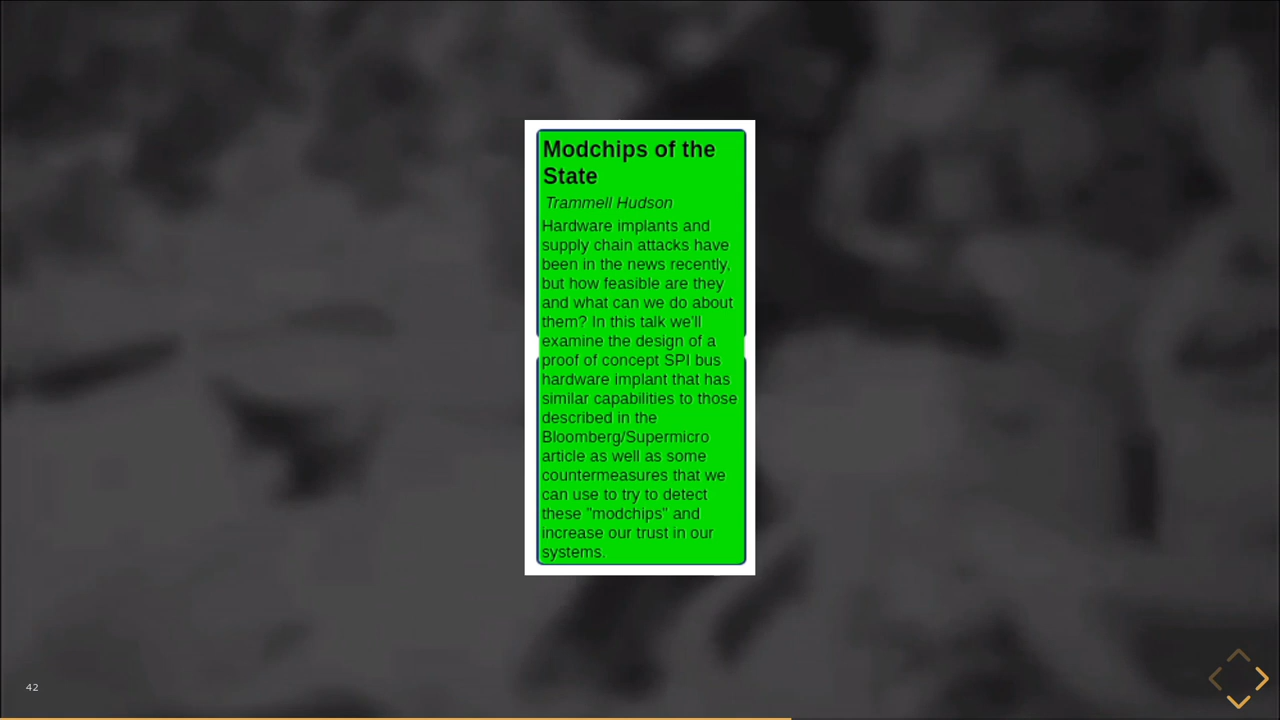 Modchips of the
State
Trammell Hudson
Hardware implants and
supply chain attacks have
been in the news recently,
but how feasible are they
and what can we do about
them? In this talk we'll
examine the design of a
proof of concept SPI bus
hardware implant that has
similar capabilities to those
described in the
Bloomberg/Supermicro
article as well as some
countermeasures that we
can use to try to detect
these "modchips" and
increase our trust in our
systems.
42